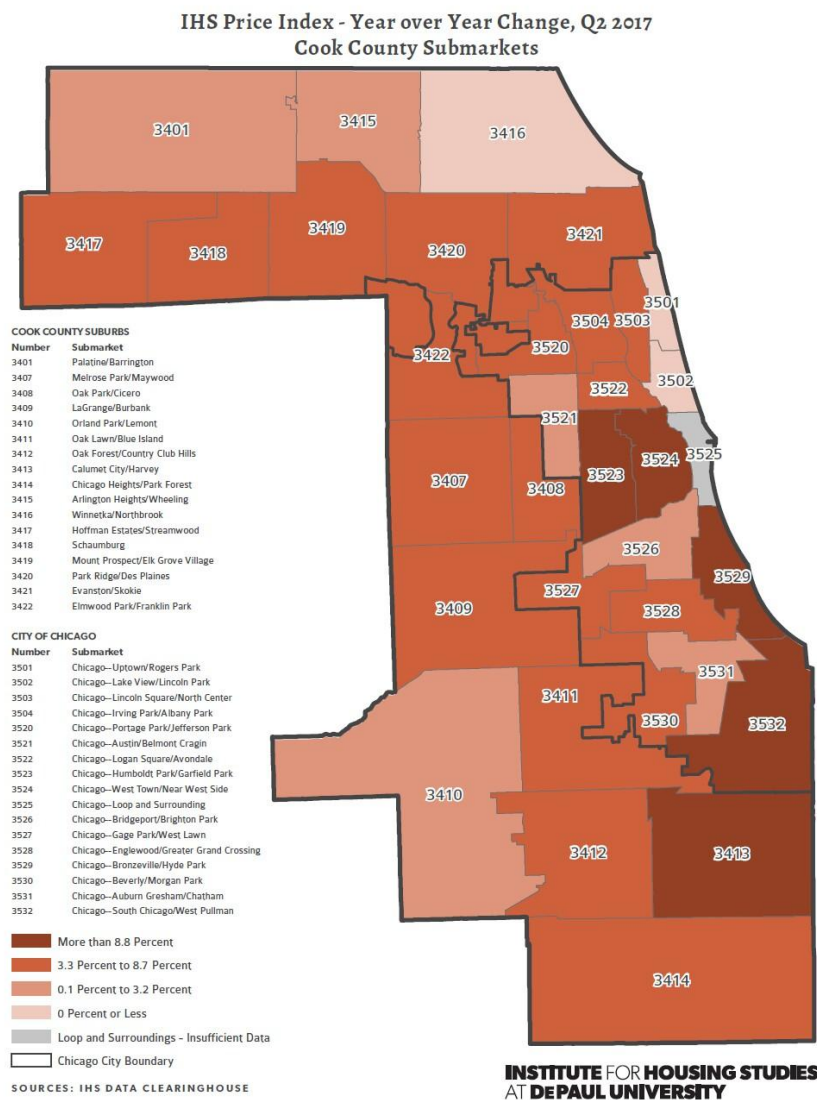 IHS Price Index - Year over Year Change, Q2 2017
Cook County Submarkets
3401
3415
3416
3417
3418
3419
3420
3421
3501
3504
3503
3520
3422
3522
3502
3521
3525
3524
3523
3407
3408
3526
3529
3527
3409
3528
3531
3411
3530
3532
3410
3412
3413
3414
COOK COUNTY SUBURBS
Number Submarket
3401 Palatine/Barrington
3407 Melrose Park/Maywood
3408 Oak Park/Cicero
3409 LaGrange/Burbank
3410 Orland Park/Lemont
3411 Oak Lawn/Blue Island
3412 Oak Forest/Country Club Hills
3413 Calumet City/Harvey
3414 Chicago Heights/Park Forest
3415 Arlington Heights/Wheeling
3416 Winnetka/Northbrook
3417 Hoffman Estates/Streamwood
3418 Schaumburg
3419 Mount Prospect/Elk Grove Village
3420 Park Ridge/Des Plaines
3421 Evanston/Skokie
3422 Elmwood Park/Franklin Park
CITY OF CHICAGO
Number Submarket
3501 Chicago--Uptown/Rogers Park
3502 Chicago--Lake View/Lincoln Park
3503 Chicago--Lincoln Square/North Center
3504 Chicago--Irving Park/Albany Park
3520 Chicago--Portage Park/Jefferson Park
3521 Chicago--Austin/Belmont Cragin
3522 Chicago--Logan Square/Avondale
3523 Chicago--Humboldt Park/Garfield Park
3524 Chicago--West Town/Near West Side
3525 Chicago--Loop and Surrounding
3526 Chicago--Bridgeport/Brighton Park
3527 Chicago--Gage Park/West Lawn
3528 Chicago--Englewood/Greater Grand Crossing
3529 Chicago--Bronzeville/Hyde Park
3530 Chicago--Beverly/Morgan Park
3531 Chicago--Auburn Gresham/Chatham
3532 Chicago--South Chicago/West Pullman
More than 8.8 Percent
3.3 Percent to 8.7 Percent
0.1 Percent to 3.2 Percent
0 Percent or Less
Loop and Surroundings - Insufficient Data
Chicago City Boundary
SOURCES: IHS DATA CLEARINGHOUSE
INSTITUTE FOR HOUSING STUDIES
AT DEPAUL UNIVERSITY